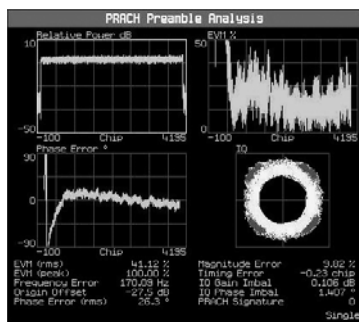 PRACH Preamble Analysis
Relative Power dB
10
-50
-100 Chip 4195
EVM %
50
0
-100 Chip 4195
Phase Error °
90
0
-90
-100 Chip 4195
IQ
EVM (rms) 41.12 %
EVM (peak) 100.00 %
Frequency Error 170.09 Hz
Origin Offset -27.5 dB
Phase Error (rms) 26.3 °
Magnitude Error 9.02 %
Timing Error -0.23 chip
IQ Gain Imbal 0.106 dB
IQ Phase Imbal 1.407 °
PRACH Signature 0
Single